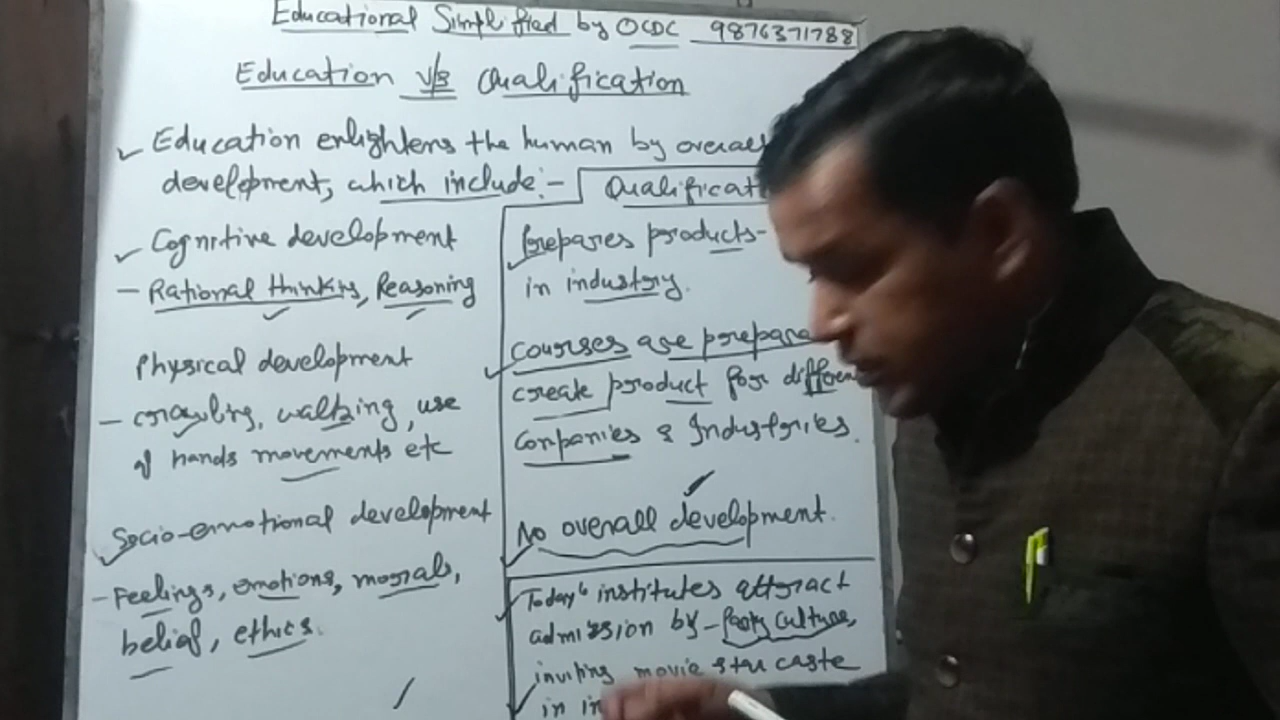 Educational Simplified by OCDC 9876371788
Education v/s Qualification
Education enlightens the human by overall
development, which include:-
Cognitive development
- Rational thinking, Reasoning
Physical development
- crawling, walking, use
of hands movements etc
Socio-emotional development
- Feelings, emotions, morals,
belief, ethics.
Qualificati
Prepares products-
in industry.
Courses are prepare
create product for differen
Companies & Industries.
No overall development.
Today's institutes attract
admission by - Party culture,
inviting movie star caste
in in